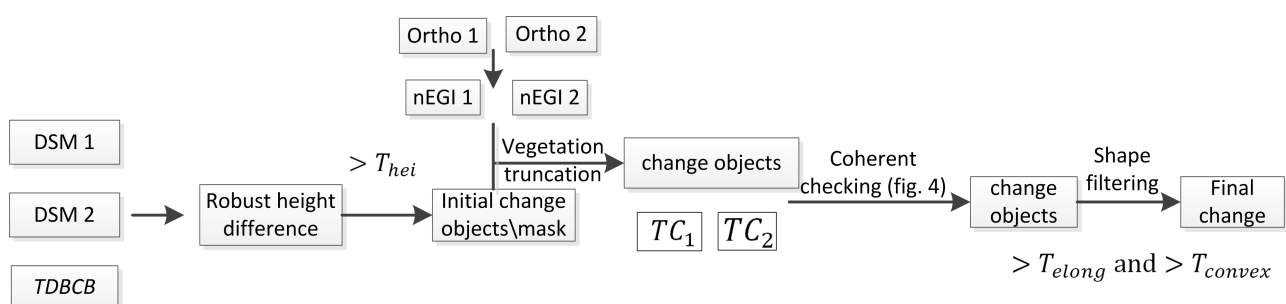 Ortho 1
Ortho 2
nEGI 1
nEGI 2
DSM 1
DSM 2
TDBCB
Robust height
difference
> T_hei
Initial change
objects\mask
Vegetation
truncation
change objects
TC_1
TC_2
Coherent
checking (fig. 4)
change
objects
Shape
filtering
Final
change
> T_elong and > T_convex